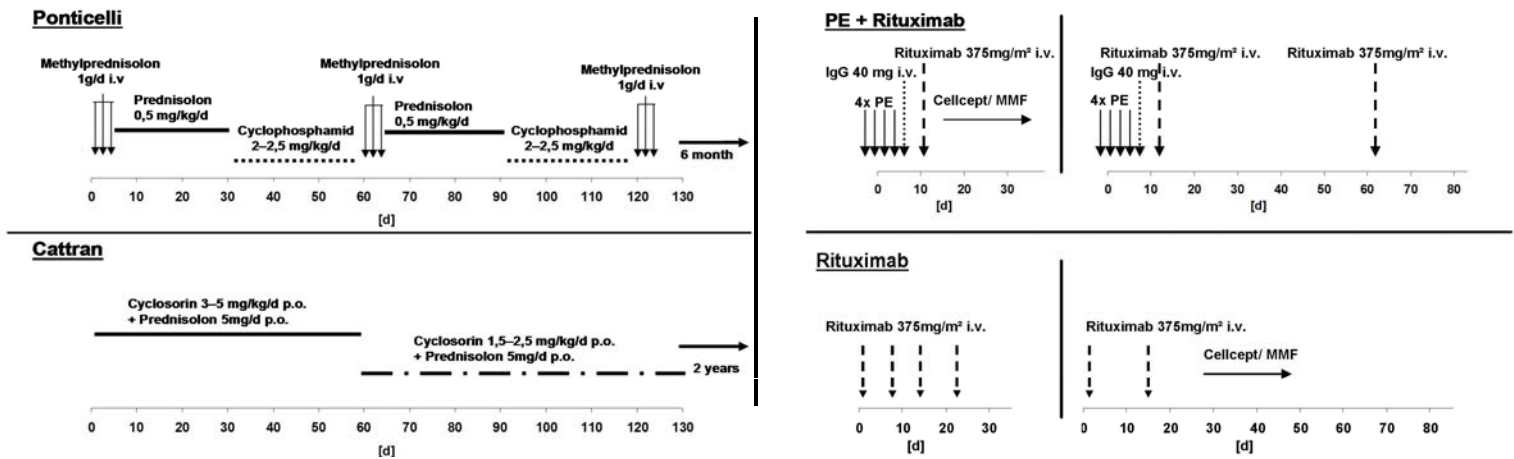 Ponticelli
Methylprednisolon
1g/d i.v
Prednisolon
0,5 mg/kg/d
Cyclophosphamid
2–2,5 mg/kg/d
Methylprednisolon
1g/d i.v
Prednisolon
0,5 mg/kg/d
Cyclophosphamid
2–2,5 mg/kg/d
Methylprednisolon
1g/d i.v
6 month
0 10 20 30 40 50 60 70 80 90 100 110 120 130
[d]
Cattran
Cyclosorin 3–5 mg/kg/d p.o.
+ Prednisolon 5mg/d p.o.
Cyclosorin 1,5–2,5 mg/kg/d p.o.
+ Prednisolon 5mg/d p.o.
2 years
0 10 20 30 40 50 60 70 80 90 100 110 120 130
[d]
PE + Rituximab
Rituximab 375mg/m² i.v.
IgG 40 mg i.v.
4x PE
Cellcept/ MMF
0 10 20 30
[d]
Rituximab 375mg/m² i.v.
Rituximab 375mg/m² i.v.
IgG 40 mg i.v.
4x PE
0 10 20 30 40 50 60 70 80
[d]
Rituximab
Rituximab 375mg/m² i.v.
0 10 20 30
[d]
Rituximab 375mg/m² i.v.
Cellcept/ MMF
0 10 20 30 40 50 60 70 80
[d]